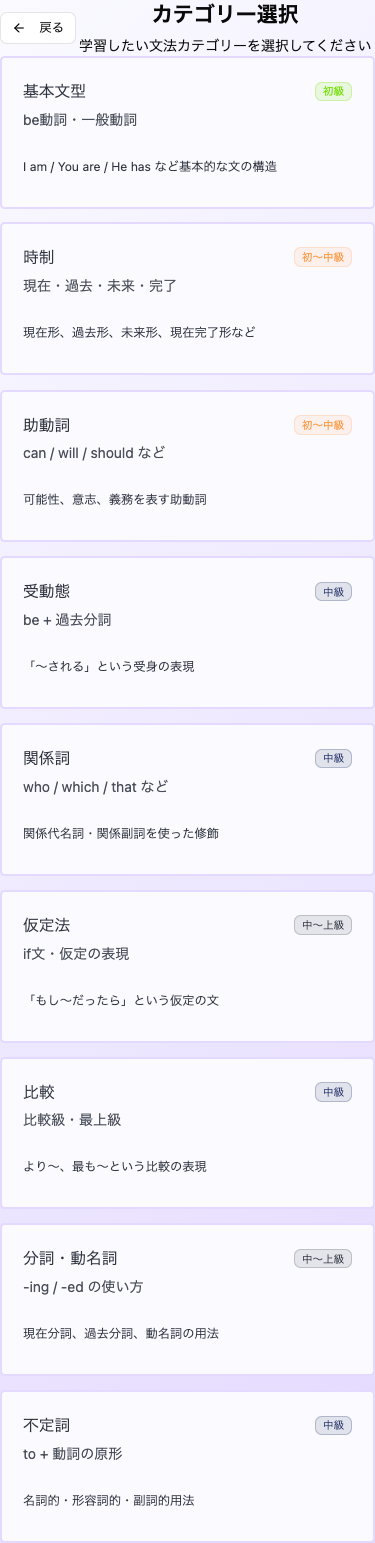 カテゴリー選択
← 戻る
学習したい文法カテゴリーを選択してください
基本文型 初級
be動詞・一般動詞
I am / You are / He has など基本的な文の構造
時制 初〜中級
現在・過去・未来・完了
現在形、過去形、未来形、現在完了形など
助動詞 初〜中級
can / will / should など
可能性、意志、義務を表す助動詞
受動態 中級
be + 過去分詞
「〜される」という受身の表現
関係詞 中級
who / which / that など
関係代名詞・関係副詞を使った修飾
仮定法 中〜上級
if文・仮定の表現
「もし〜だったら」という仮定の文
比較 中級
比較級・最上級
より〜、最も〜という比較の表現
分詞・動名詞 中〜上級
-ing / -ed の使い方
現在分詞、過去分詞、動名詞の用法
不定詞 中級
to + 動詞の原形
名詞的・形容詞的・副詞的用法